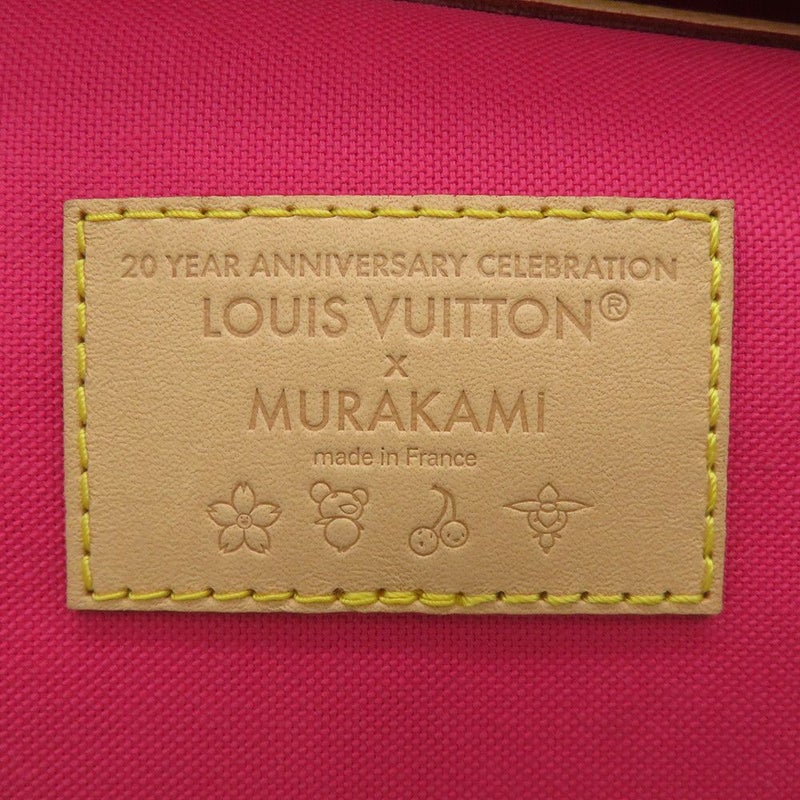 20 YEAR ANNIVERSARY CELEBRATION
LOUIS VUITTON®
x
MURAKAMi
made in France